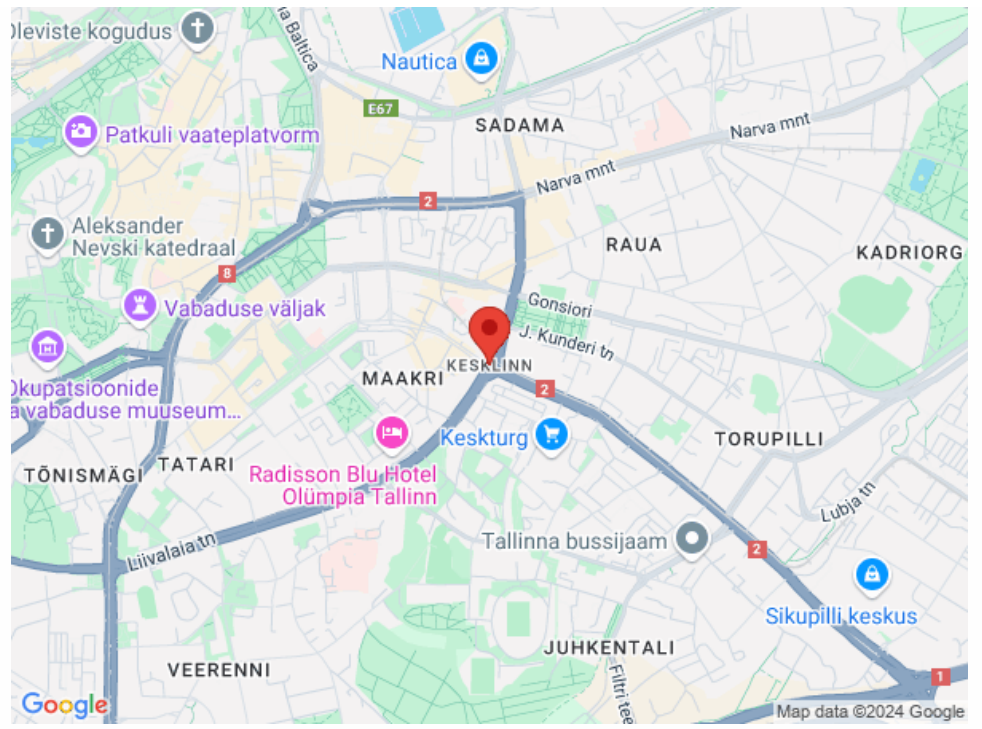 Oleviste kogudus
Baltica
Nautica
E67
SADAMA
Narva mnt
Patkuli vaateplatvorm
Narva mnt
2
Aleksander
Nevski katedraal
RAUA
KADRIORG
8
Vabaduse väljak
Gonsiori
J. Kunderi tn
KESKLINN
MAAKRI
2
Okupatsioonide
a vabaduse muuseum...
Keskturg
TORUPILLI
TÕNISMÄGI
TATARI
Radisson Blu Hotel
Olümpia Tallinn
Lubja tn
Liivalaia tn
Tallinna bussijaam
2
Sikupilli keskus
JUHKENTALI
VEERENNI
Filtri tee
1
Google
Map data ©2024 Google